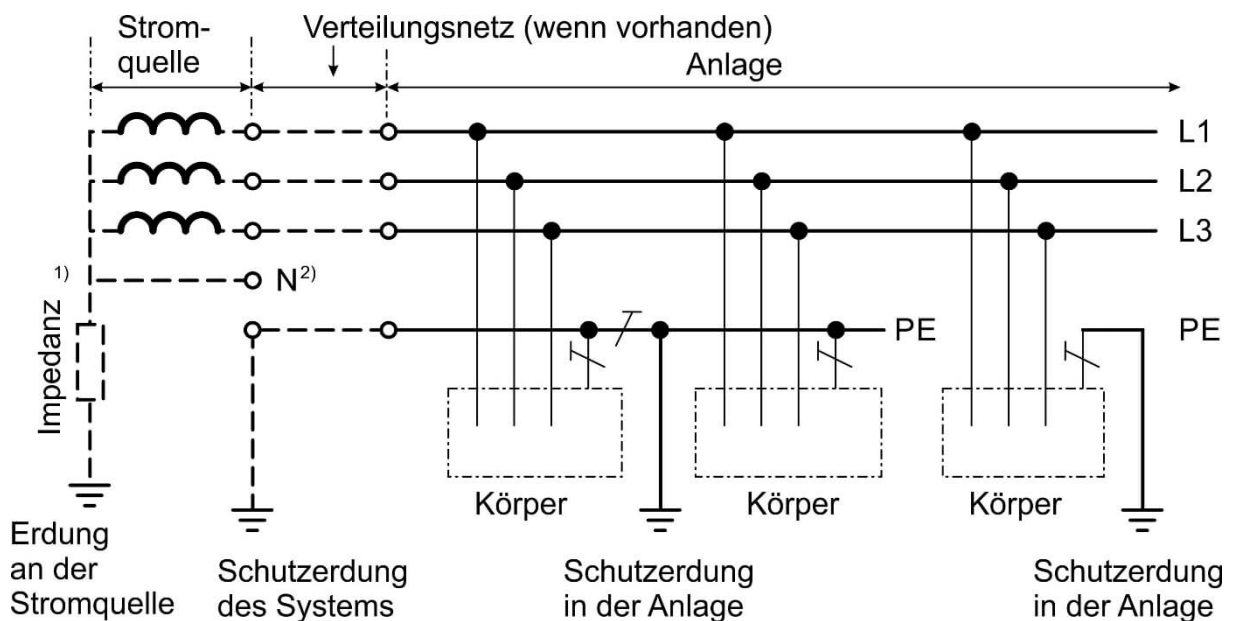 Strom-
quelle
Verteilungsnetz (wenn vorhanden)
Anlage
L1
L2
L3
1)
N2)
Impedanz
PE
PE
Körper
Körper
Körper
Erdung
an der
Stromquelle
Schutzerdung
des Systems
Schutzerdung
in der Anlage
Schutzerdung
in der Anlage